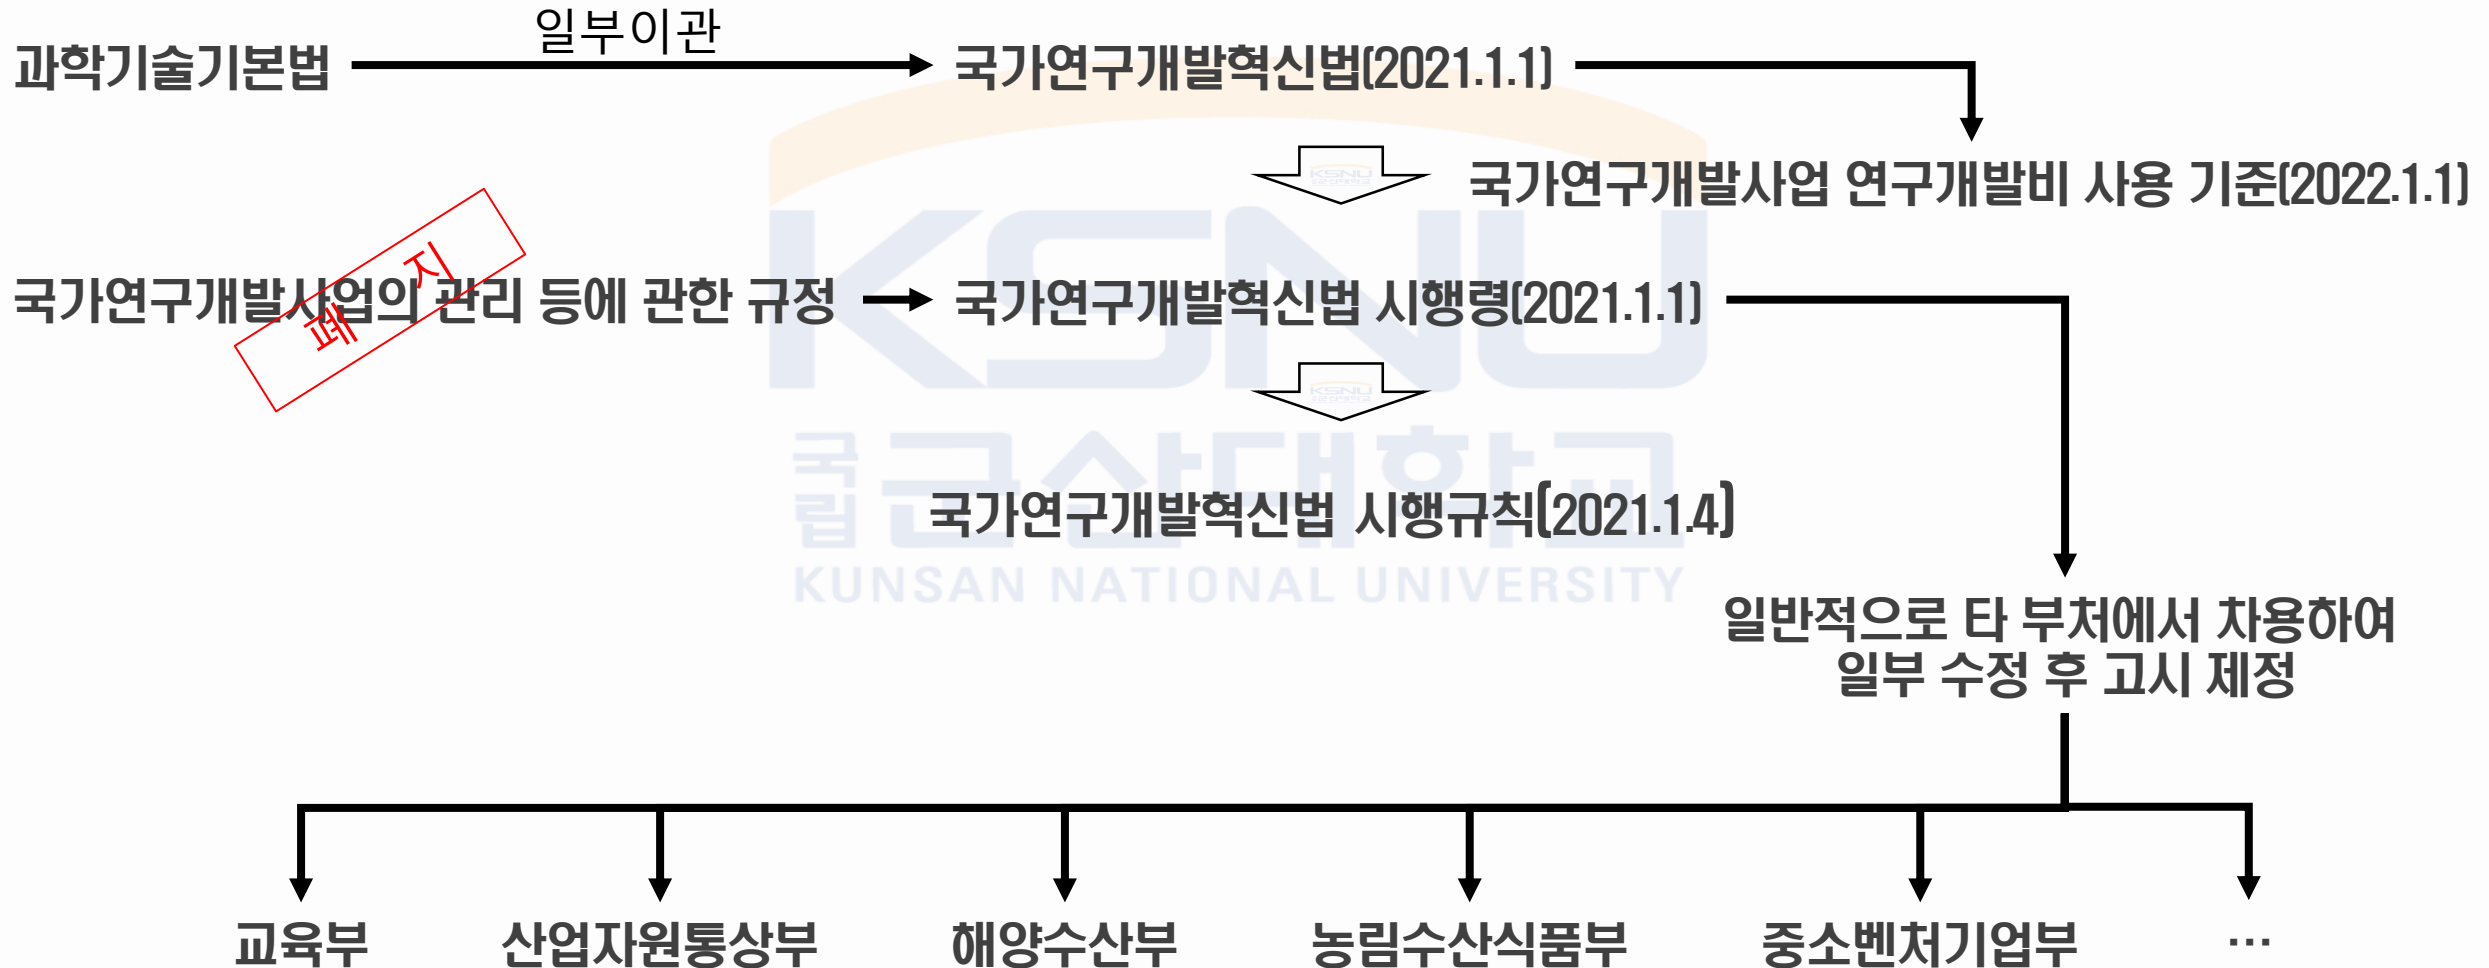 일부이관
과학기술기본법
국가연구개발혁신법(2021.1.1)
국가연구개발사업 연구개발비 사용 기준(2022.1.1)
국가연구개발사업의 관리 등에 관한 규정
폐 지
국가연구개발혁신법 시행령(2021.1.1)
국가연구개발혁신법 시행규칙(2021.1.4)
KSNU
국립군산대학교
KUNSAN NATIONAL UNIVERSITY
일반적으로 타 부처에서 차용하여
일부 수정 후 고시 제정
교육부
산업자원통상부
해양수산부
농림수산식품부
중소벤처기업부
…